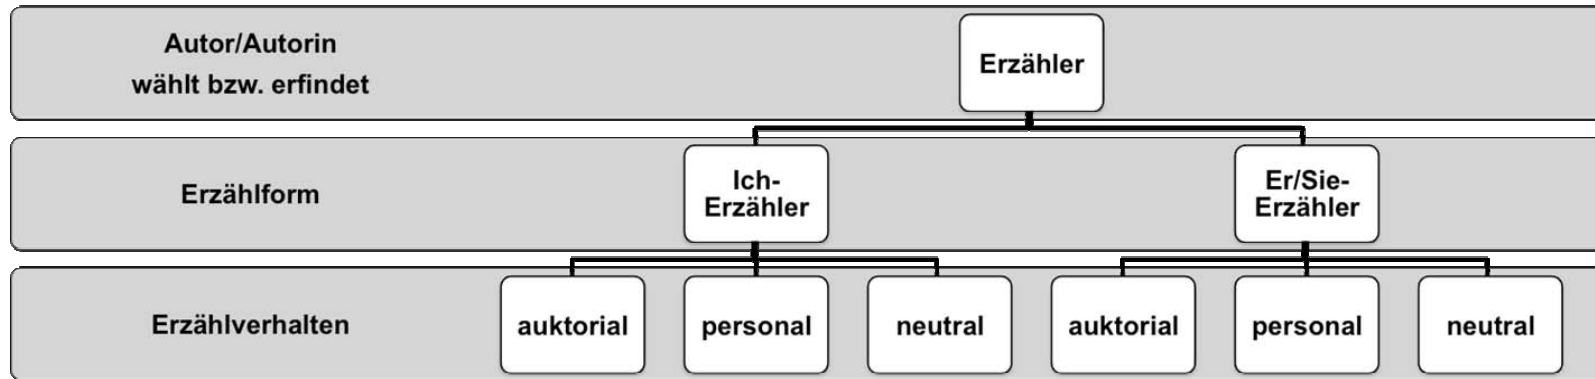 Autor/Autorin
wählt bzw. erfindet
Erzähler
Erzählform
Ich-
Erzähler
Er/Sie-
Erzähler
Erzählverhalten
auktorial
personal
neutral
auktorial
personal
neutral